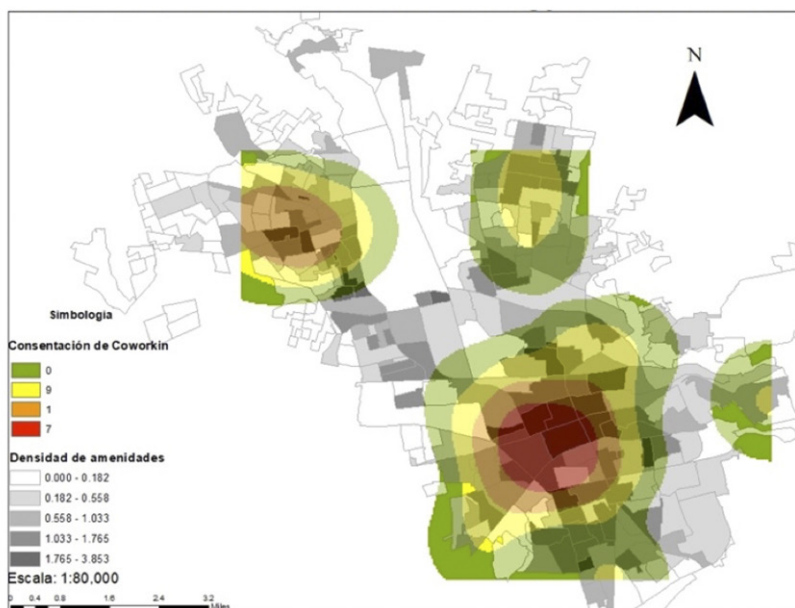 N
Simbología
Consentación de Coworkin
0
9
1
7
Densidad de amenidades
0.000 - 0.182
0.182 - 0.558
0.558 - 1.033
1.033 - 1.765
1.765 - 3.853
Escala: 1:80,000
0 0.4 0.8 1.6 2.4 3.2
Miles